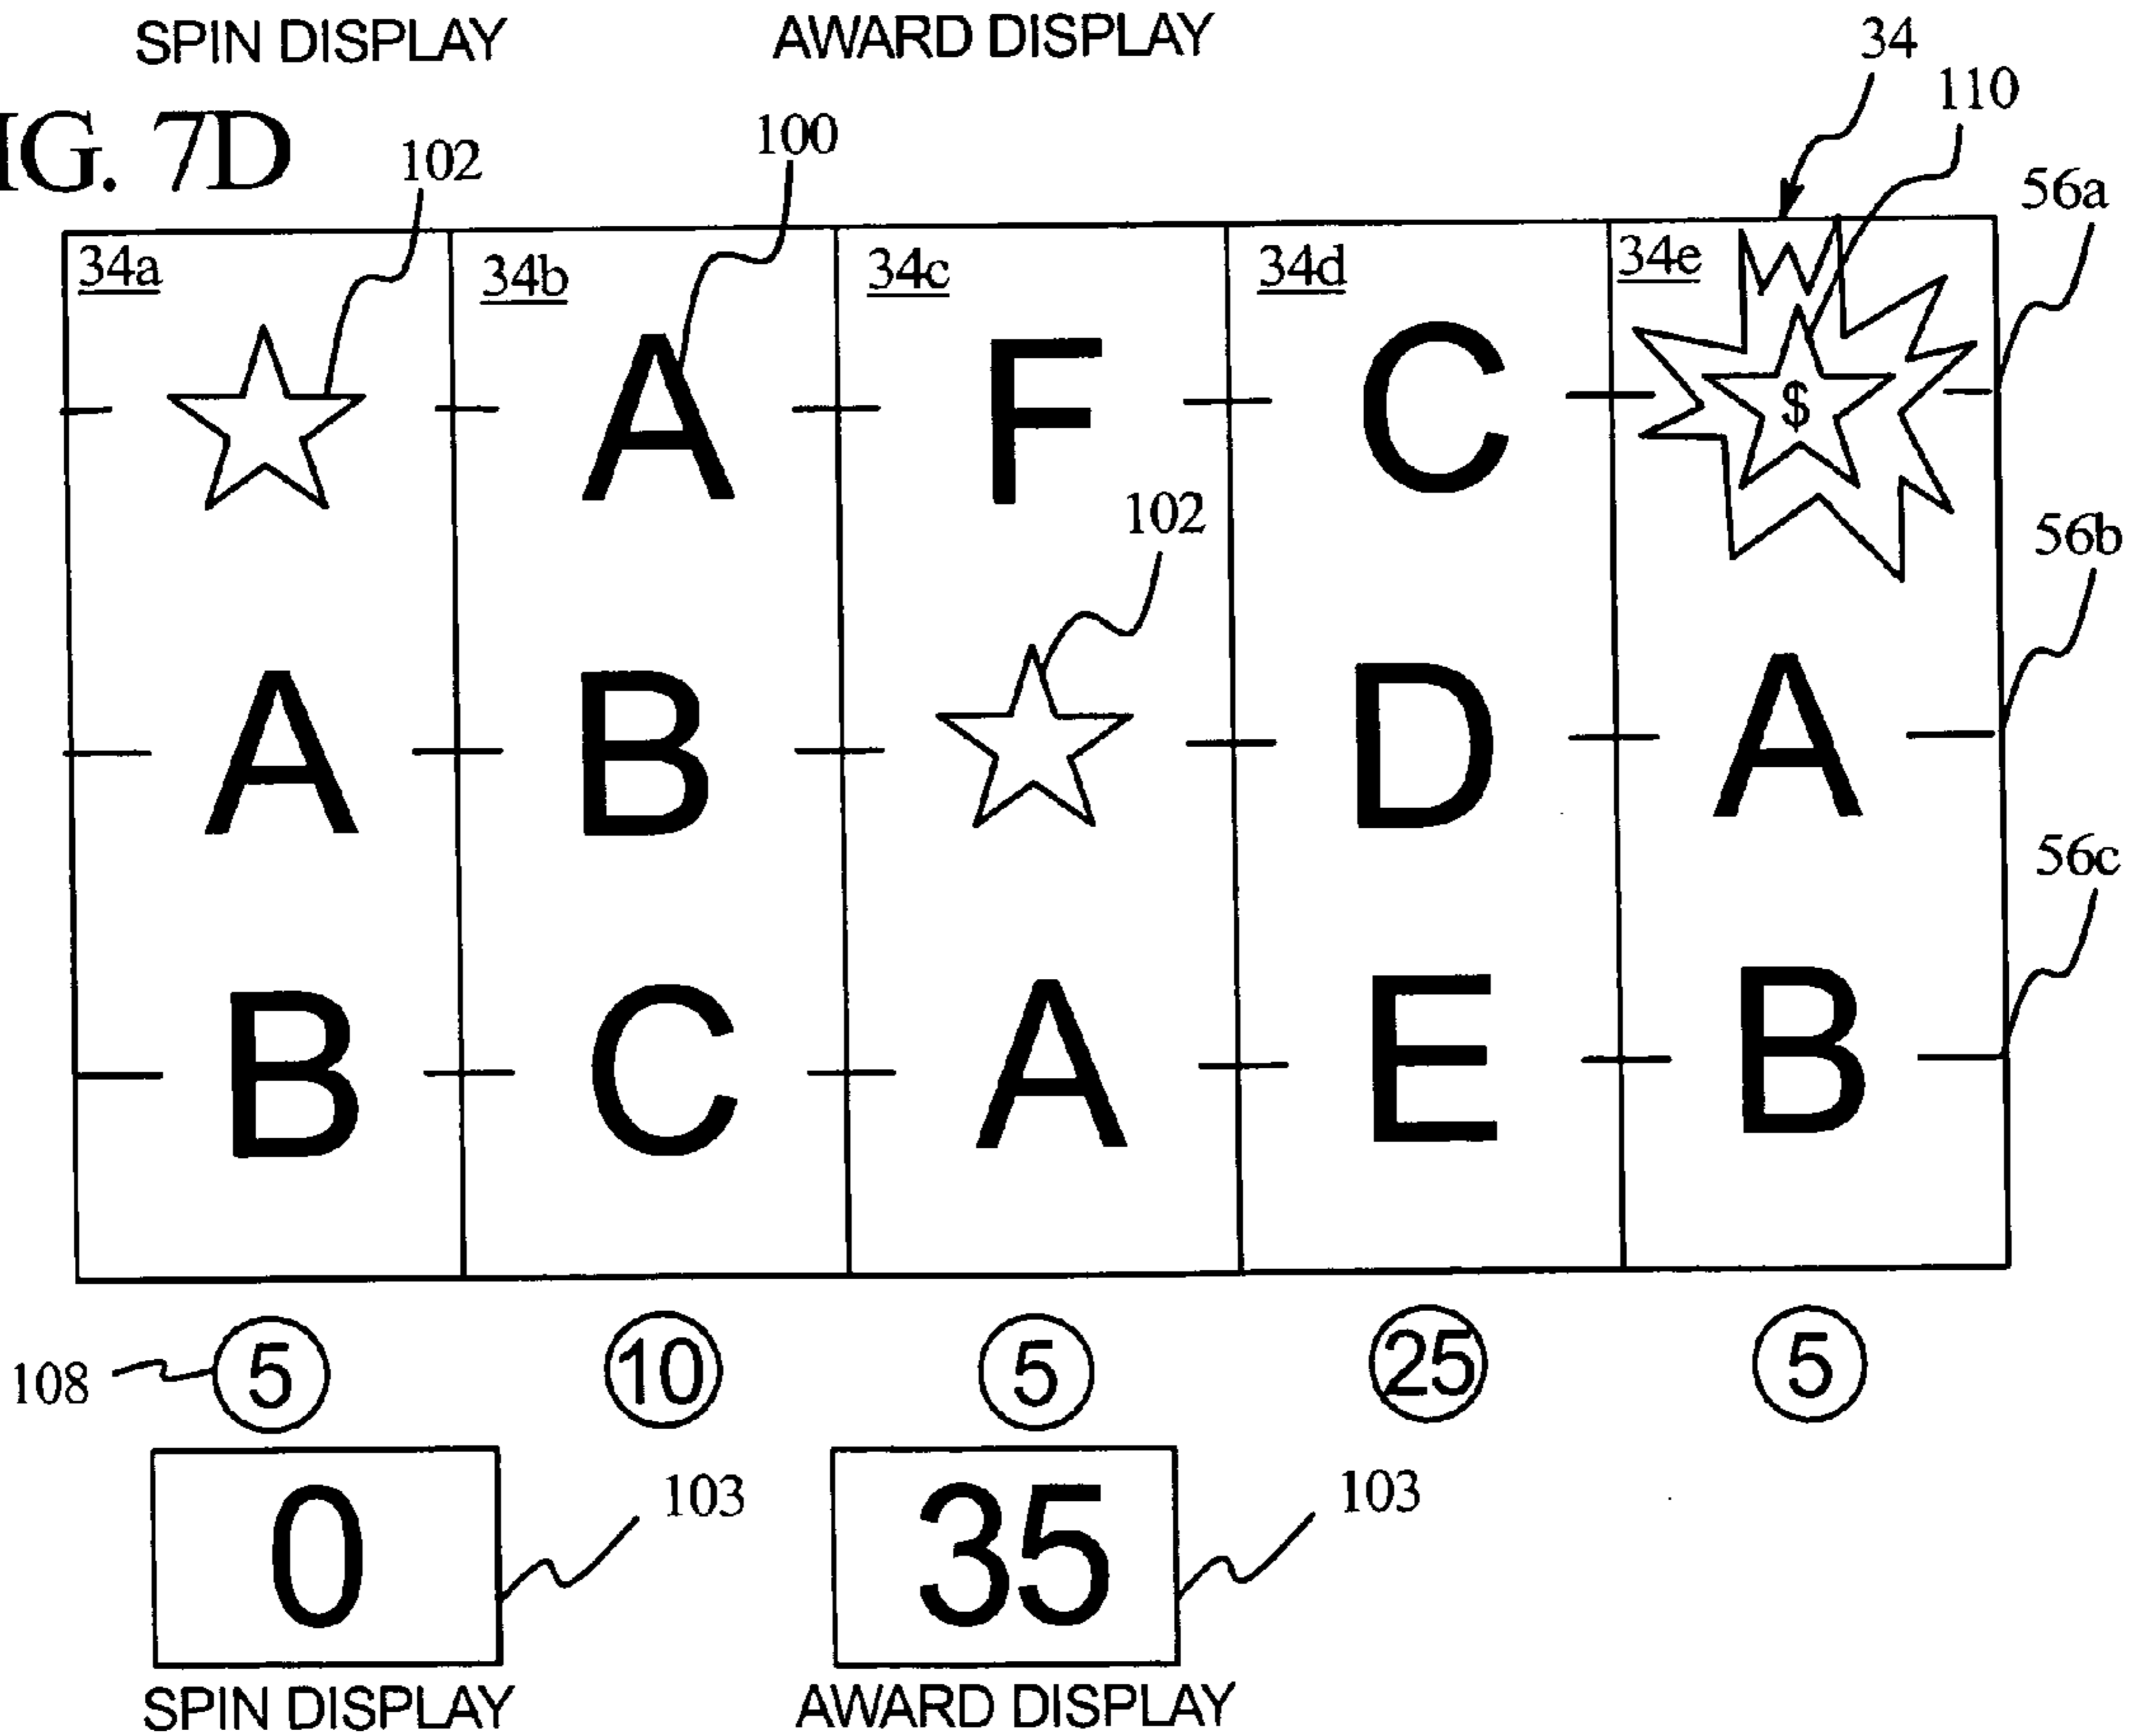 SPIN DISPLAY AWARD DISPLAY
34
110
IG. 7D 102 100
56a
34a 34b 34c 34d 34e
A F C $
102
56b
A B D A
56c
B C A E B
108 5 10 5 25 5
0 103 35 103
SPIN DISPLAY AWARD DISPLAY